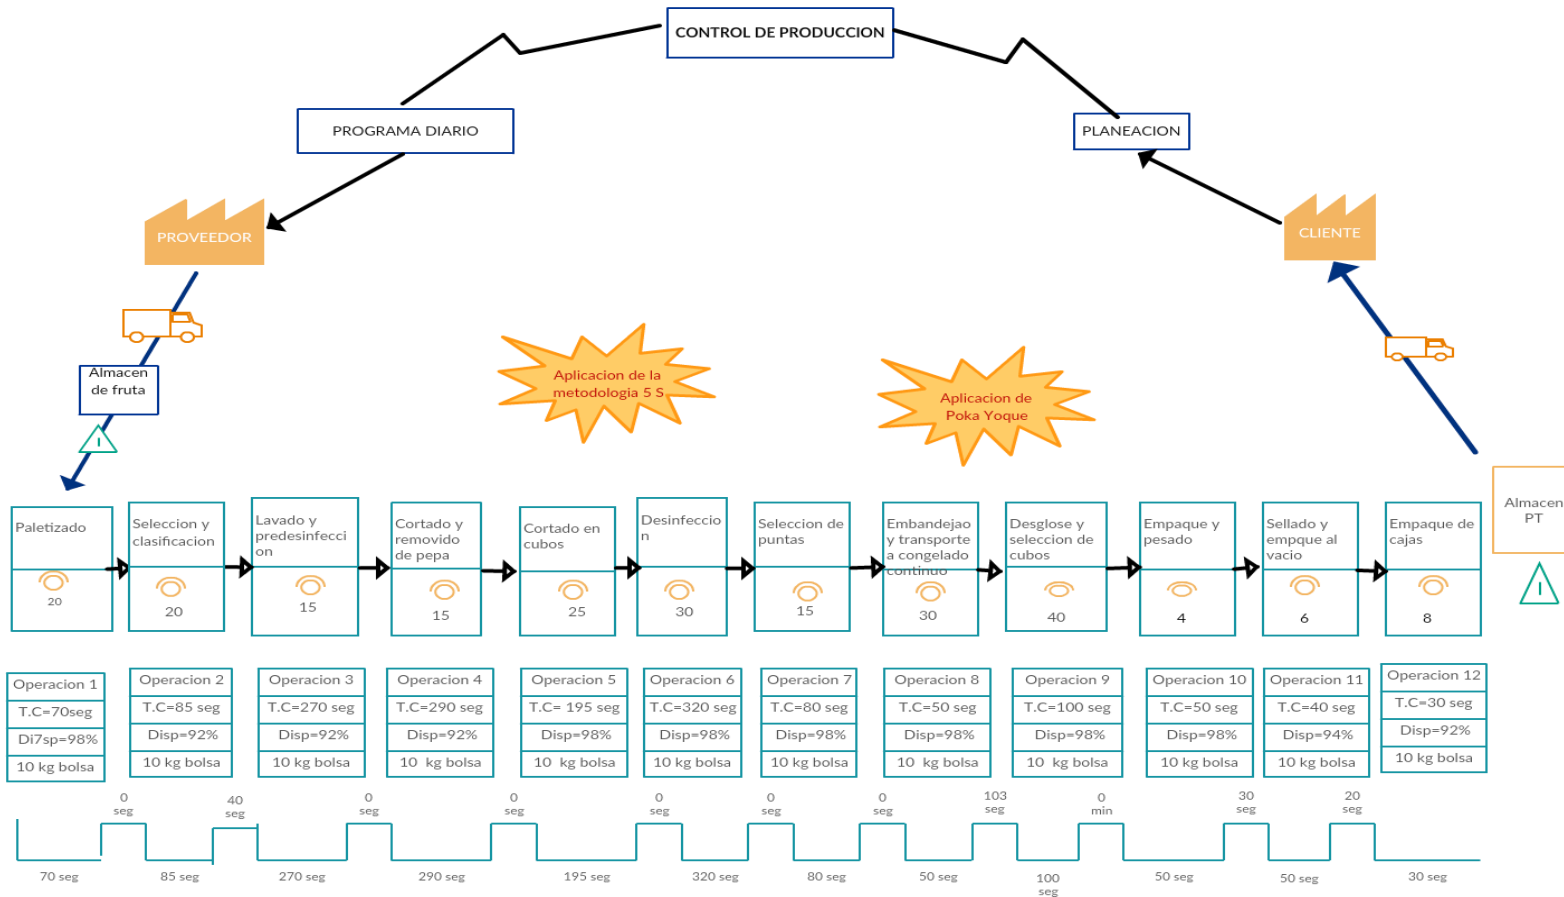 CONTROL DE PRODUCCION
PROGRAMA DIARIO
PLANEACION
PROVEEDOR
CLIENTE
Almacen
de fruta
I
Aplicacion de la
metodologia 5 S
Aplicacion de
Poka Yoque
Paletizado
20
Seleccion y
clasificacion
20
Lavado y
predesinfecci
on
15
Cortado y
removido
de pepa
15
Cortado en
cubos
25
Desinfeccio
n
30
Seleccion de
puntas
15
Embandejao
y transporte
a congelado
continuo
30
Desglose y
seleccion de
cubos
40
Empaque y
pesado
4
Sellado y
empque al
vacio
6
Empaque de
cajas
8
Almacen
PT
I
Operacion 1
T.C=70seg
Di7sp=98%
10 kg bolsa
Operacion 2
T.C=85 seg
Disp=92%
10 kg bolsa
Operacion 3
T.C=270 seg
Disp=92%
10 kg bolsa
Operacion 4
T.C=290 seg
Disp=92%
10 kg bolsa
Operacion 5
T.C= 195 seg
Disp=98%
10 kg bolsa
Operacion 6
T.C=320 seg
Disp=98%
10 kg bolsa
Operacion 7
T.C=80 seg
Disp=98%
10 kg bolsa
Operacion 8
T.C=50 seg
Disp=98%
10 kg bolsa
Operacion 9
T.C=100 seg
Disp=98%
10 kg bolsa
Operacion 10
T.C=50 seg
Disp=98%
10 kg bolsa
Operacion 11
T.C=40 seg
Disp=94%
10 kg bolsa
Operacion 12
T.C=30 seg
Disp=92%
10 kg bolsa
0
seg
40
seg
0
seg
0
seg
0
seg
0
seg
0
seg
103
seg
0
min
30
seg
20
seg
70 seg
85 seg
270 seg
290 seg
195 seg
320 seg
80 seg
50 seg
100
seg
50 seg
50 seg
30 seg